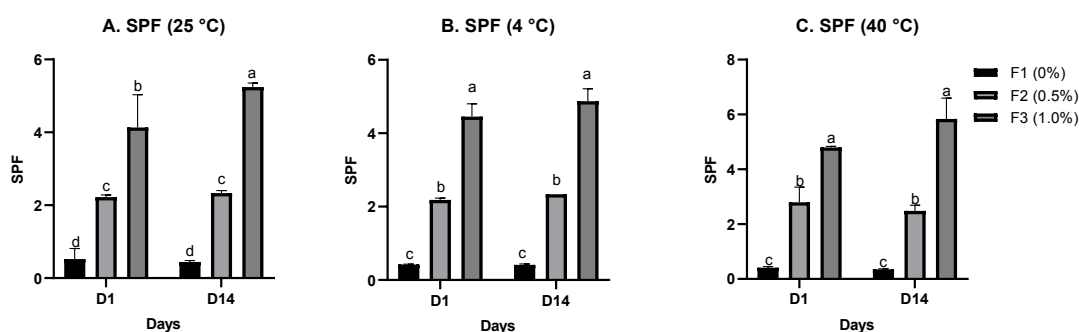 A. SPF (25 °C)
6
4
2
0
SPF
d
c
b
d
c
a
D1
D14
Days
B. SPF (4 °C)
6
4
2
0
SPF
c
b
a
c
b
a
D1
D14
Days
C. SPF (40 °C)
8
6
4
2
0
SPF
c
b
a
c
b
a
D1
D14
Days
F1 (0%)
F2 (0.5%)
F3 (1.0%)